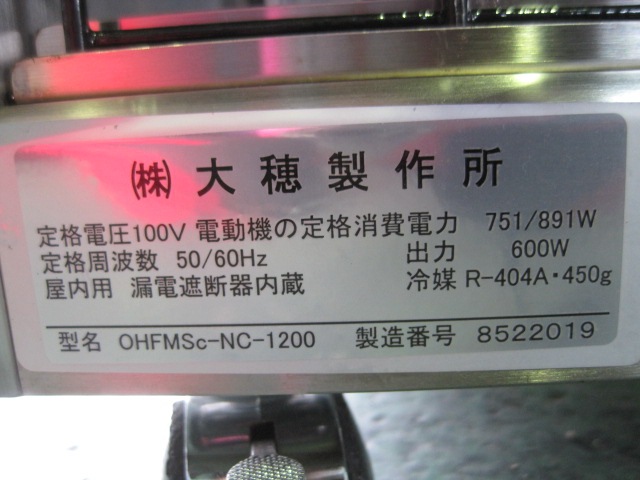 ㈱大穂製作所
定格電圧100V 電動機の定格消費電力 751/891W
定格周波数 50/60Hz 出力 600W
屋内用 漏電遮断器内蔵 冷媒 R-404A・450g
型名 OHFMSc-NC-1200 製造番号 8522019